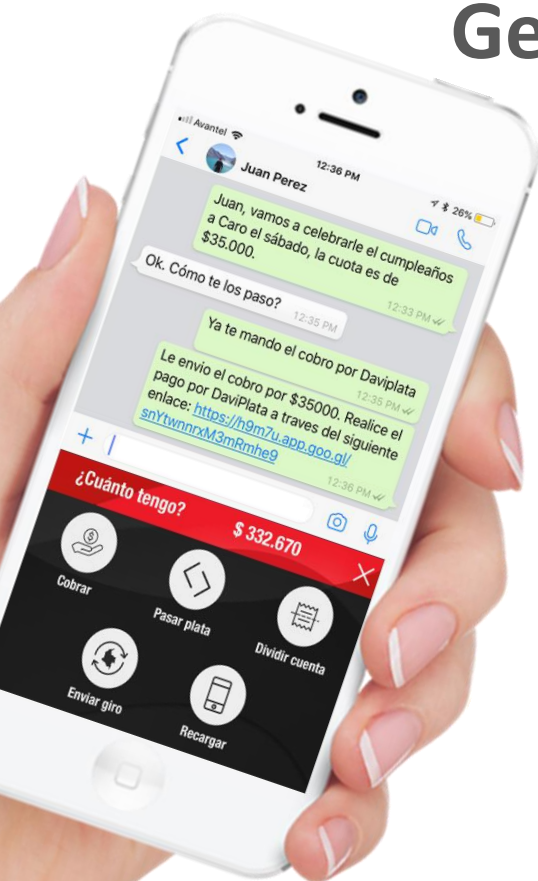 Ge
Avantel
12:36 PM
26%
Juan Perez
Juan, vamos a celebrarle el cumpleaños
a Caro el sábado, la cuota es de
$35.000.
12:33 PM
Ok. Cómo te los paso?
12:35 PM
Ya te mando el cobro por Daviplata
12:35 PM
Le envio el cobro por $35000. Realice el
pago por DaviPlata a traves del siguiente
enlace: https://h9m7u.app.goo.gl/
snYtwnnrxM3mRmhe9
12:36 PM
¿Cuánto tengo?
$ 332.670
Cobrar
Pasar plata
Dividir cuenta
Enviar giro
Recargar